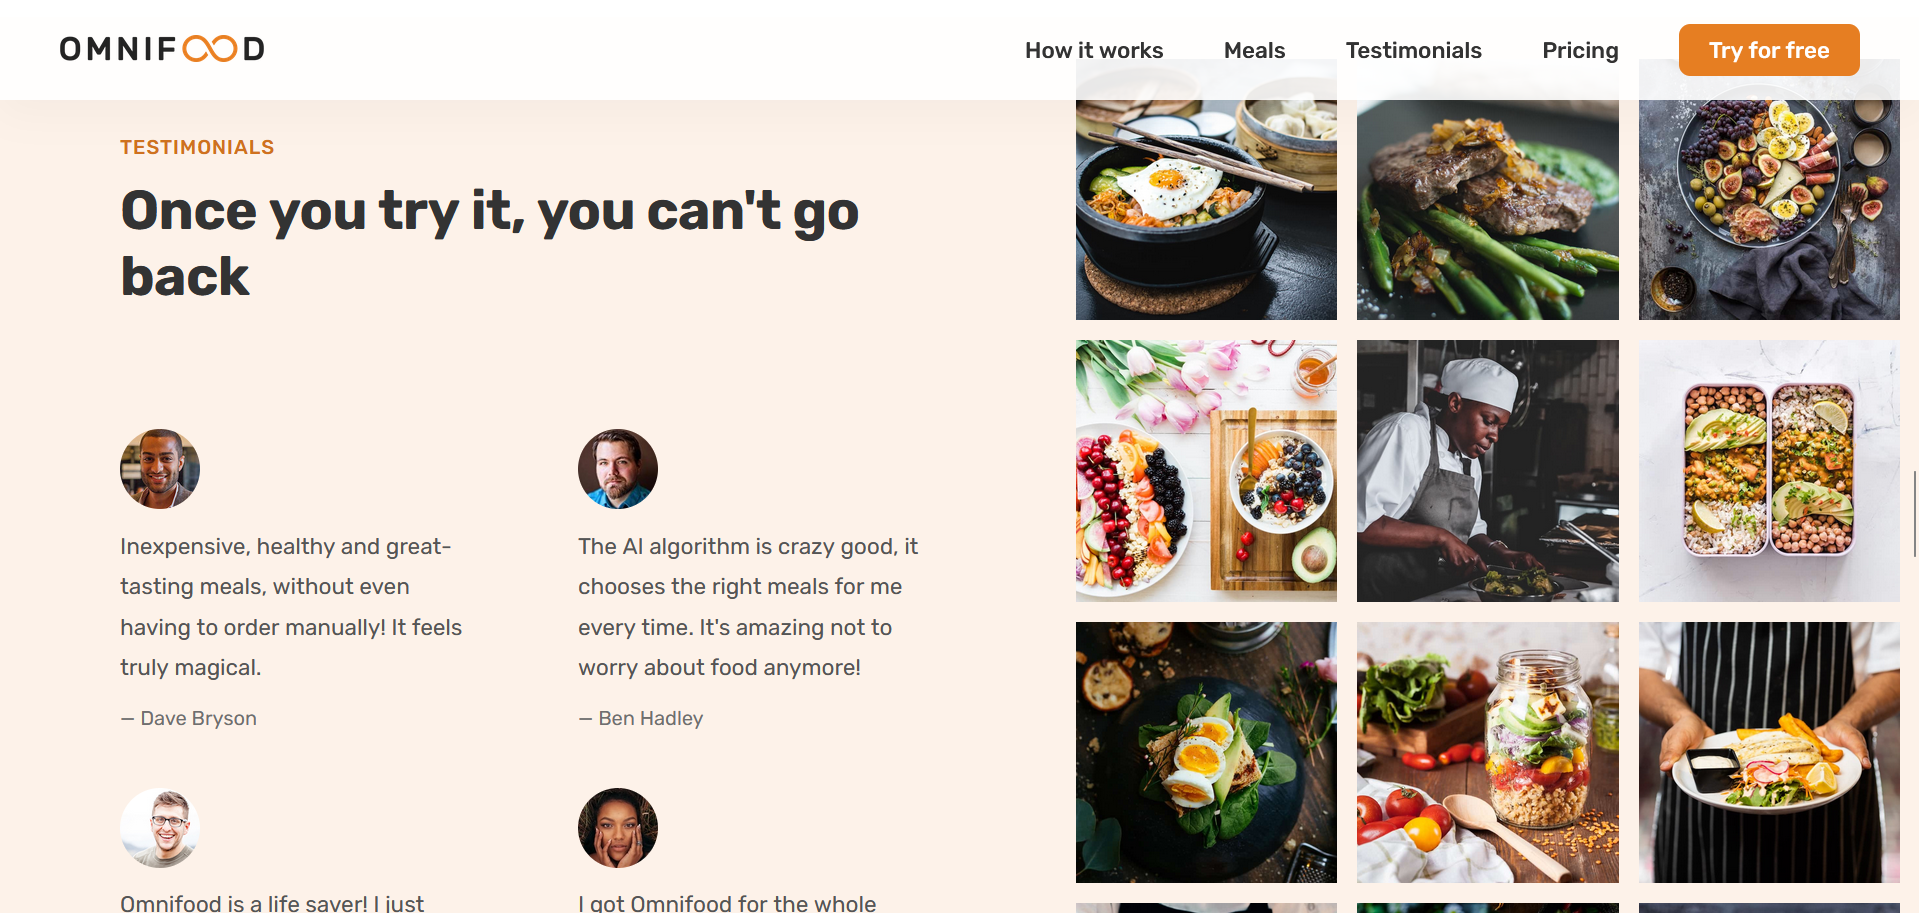 OMNIFOOD
How it works
Meals
Testimonials
Pricing
Try for free
TESTIMONIALS
Once you try it, you can't go
back
Inexpensive, healthy and great-
tasting meals, without even
having to order manually! It feels
truly magical.
— Dave Bryson
The AI algorithm is crazy good, it
chooses the right meals for me
every time. It's amazing not to
worry about food anymore!
— Ben Hadley
Omnifood is a life saver! I just
I got Omnifood for the whole